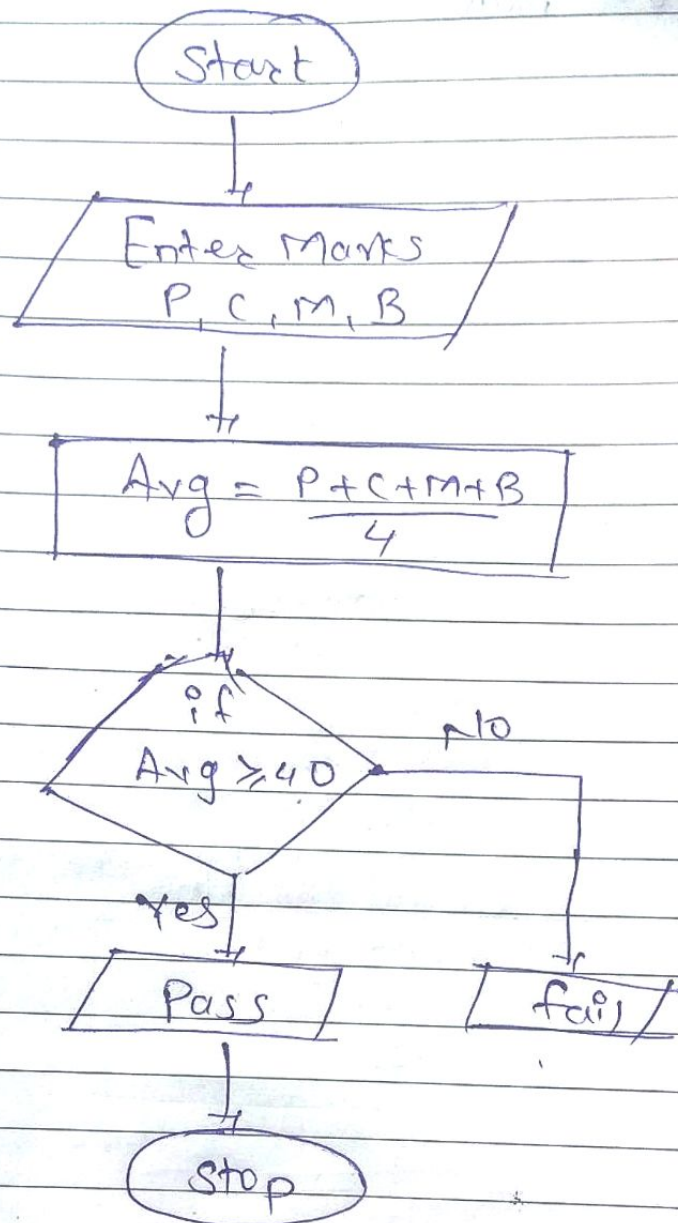 Start
Enter Marks
P, C, M, B
Avg = P+C+M+B
4
if
Avg ≥ 40
No
Yes
Pass
fail
Stop